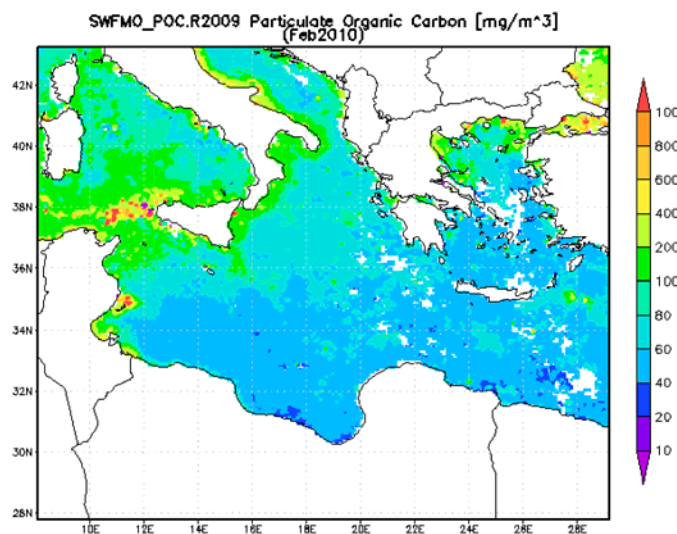 SWFMO_POC.R2009 Particulate Organic Carbon [mg/m^3]
(Feb2010)
42N
40N
38N
36N
34N
32N
30N
28N
10E 12E 14E 16E 18E 20E 22E 24E 26E 28E
100
800
600
400
200
100
80
60
40
20
10